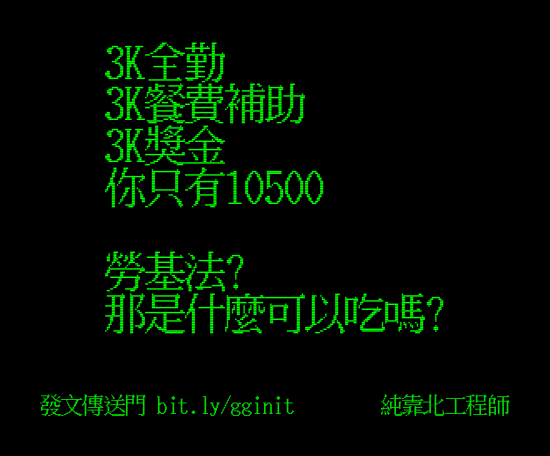 3K全勤
3K餐費補助
3K獎金
你只有10500
勞基法?
那是什麼可以吃嗎?
發文傳送門 bit.ly/gginit
純靠北工程師